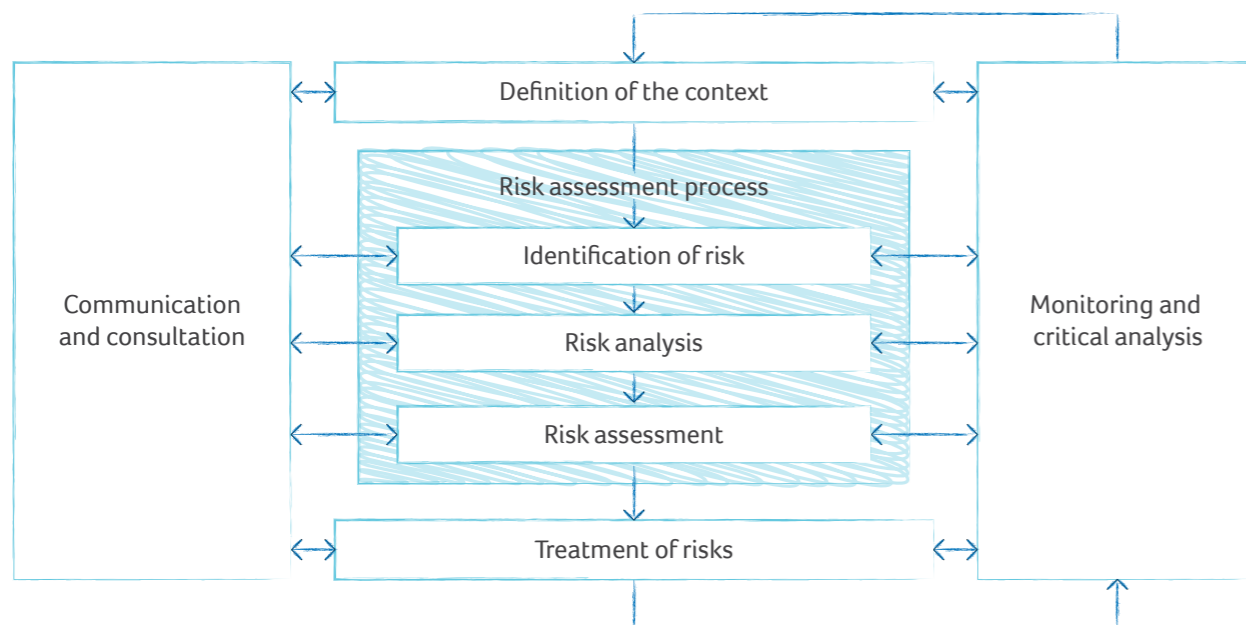 Definition of the context
Risk assessment process
Identification of risk
Communication
and consultation
Monitoring and
critical analysis
Risk analysis
Risk assessment
Treatment of risks